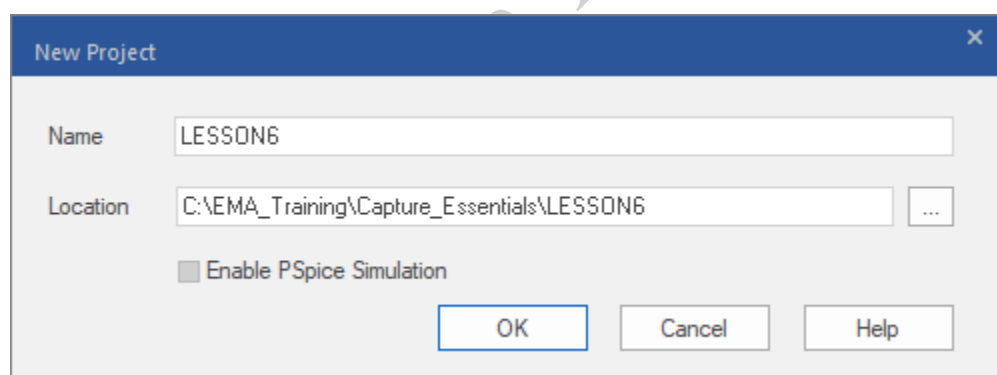 New Project ×
Name LESSON6
Location C:\EMA_Training\Capture_Essentials\LESSON6 ...
Enable PSpice Simulation
OK Cancel Help